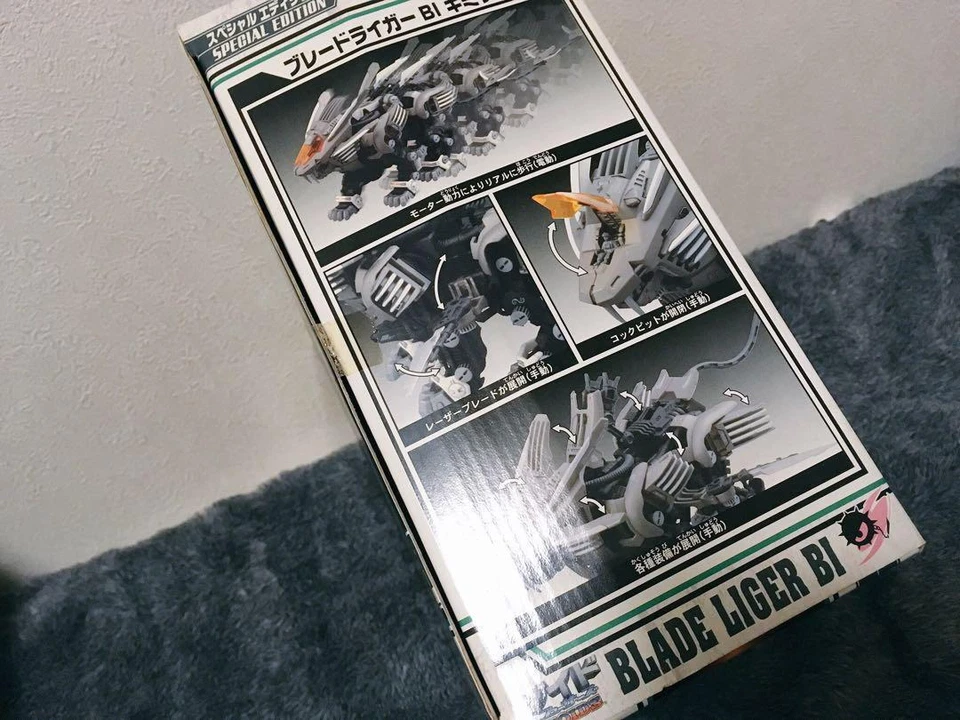 スペシャル エディ
SPECIAL EDITION
ブレードライガー BI キミ
モーター動力によりリアルに歩行(電動)
コックピットが開閉(手動)
レーザーブレードが展開(手動)
各種装備が展開(手動)
BLADE LIGER BI